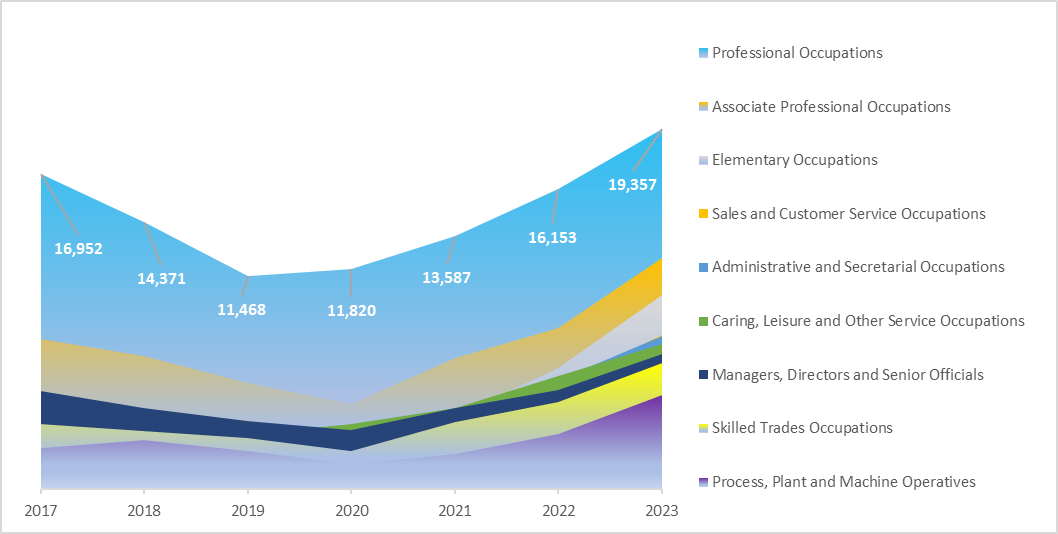 Professional Occupations
Associate Professional Occupations
Elementary Occupations
Sales and Customer Service Occupations
Administrative and Secretarial Occupations
Caring, Leisure and Other Service Occupations
Managers, Directors and Senior Officials
Skilled Trades Occupations
Process, Plant and Machine Operatives
16,952
14,371
11,468
11,820
13,587
16,153
19,357
2017 2018 2019 2020 2021 2022 2023